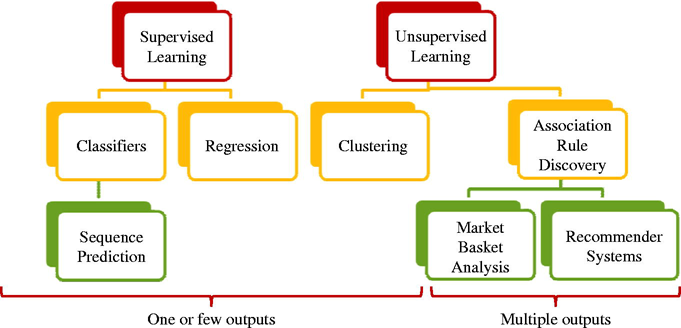 Supervised
Learning
Unsupervised
Learning
Classifiers
Regression
Clustering
Association
Rule
Discovery
Sequence
Prediction
Market
Basket
Analysis
Recommender
Systems
One or few outputs
Multiple outputs